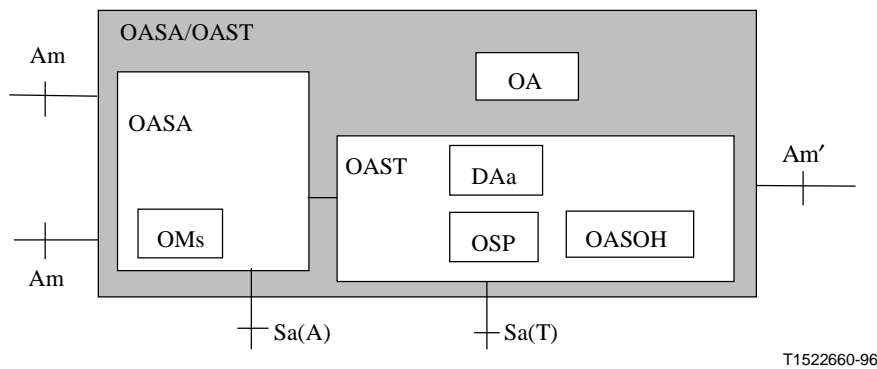 OASA/OAST
Am
OA
OASA
OAST
DAa
Am′
OMs
OSP
OASOH
Am
Sa(A)
Sa(T)
T1522660-96